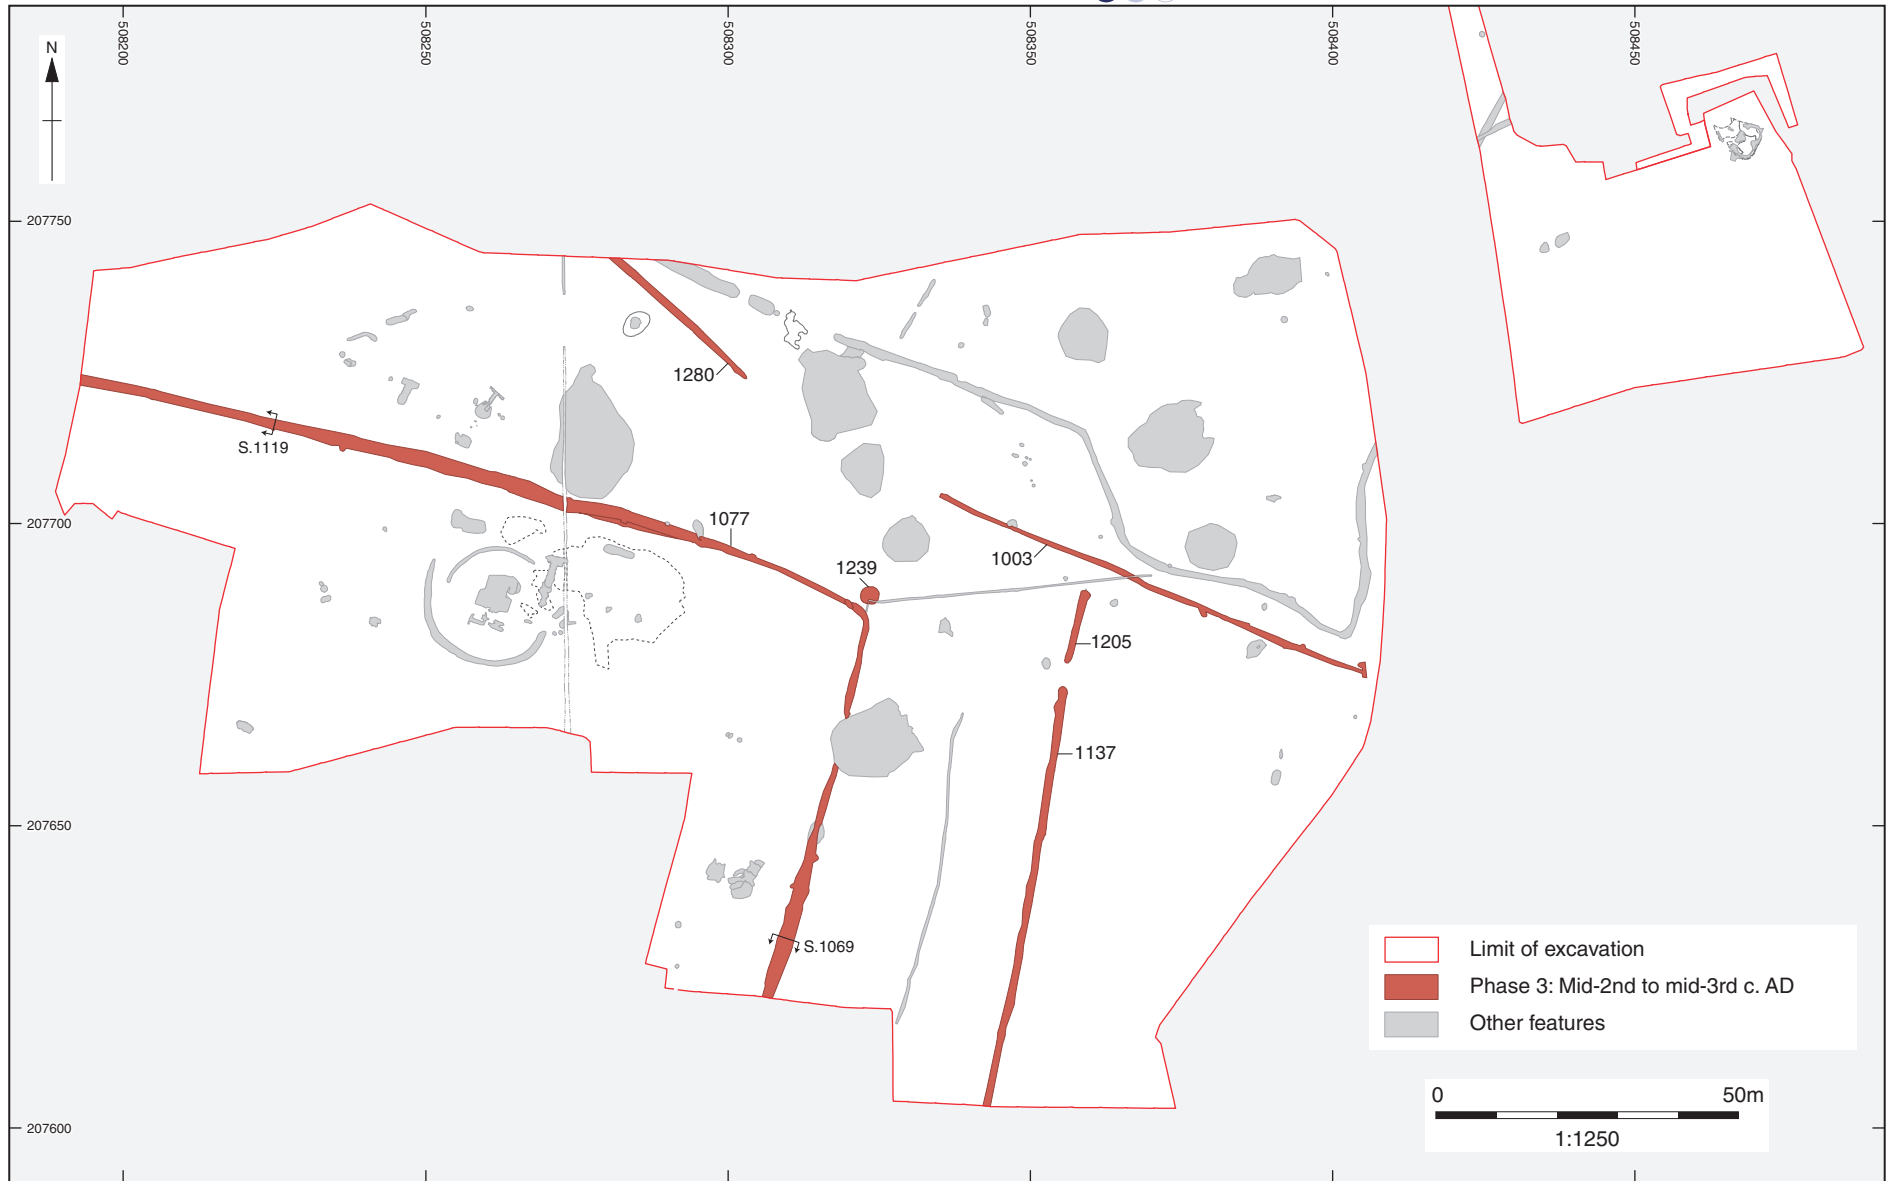 508200
508250
508300
508350
508400
508450
N
207750
207700
207650
207600
1280
S.1119
1077
1239
1003
1205
1137
S.1069
Limit of excavation
Phase 3: Mid-2nd to mid-3rd c. AD
Other features
0 50m
1:1250